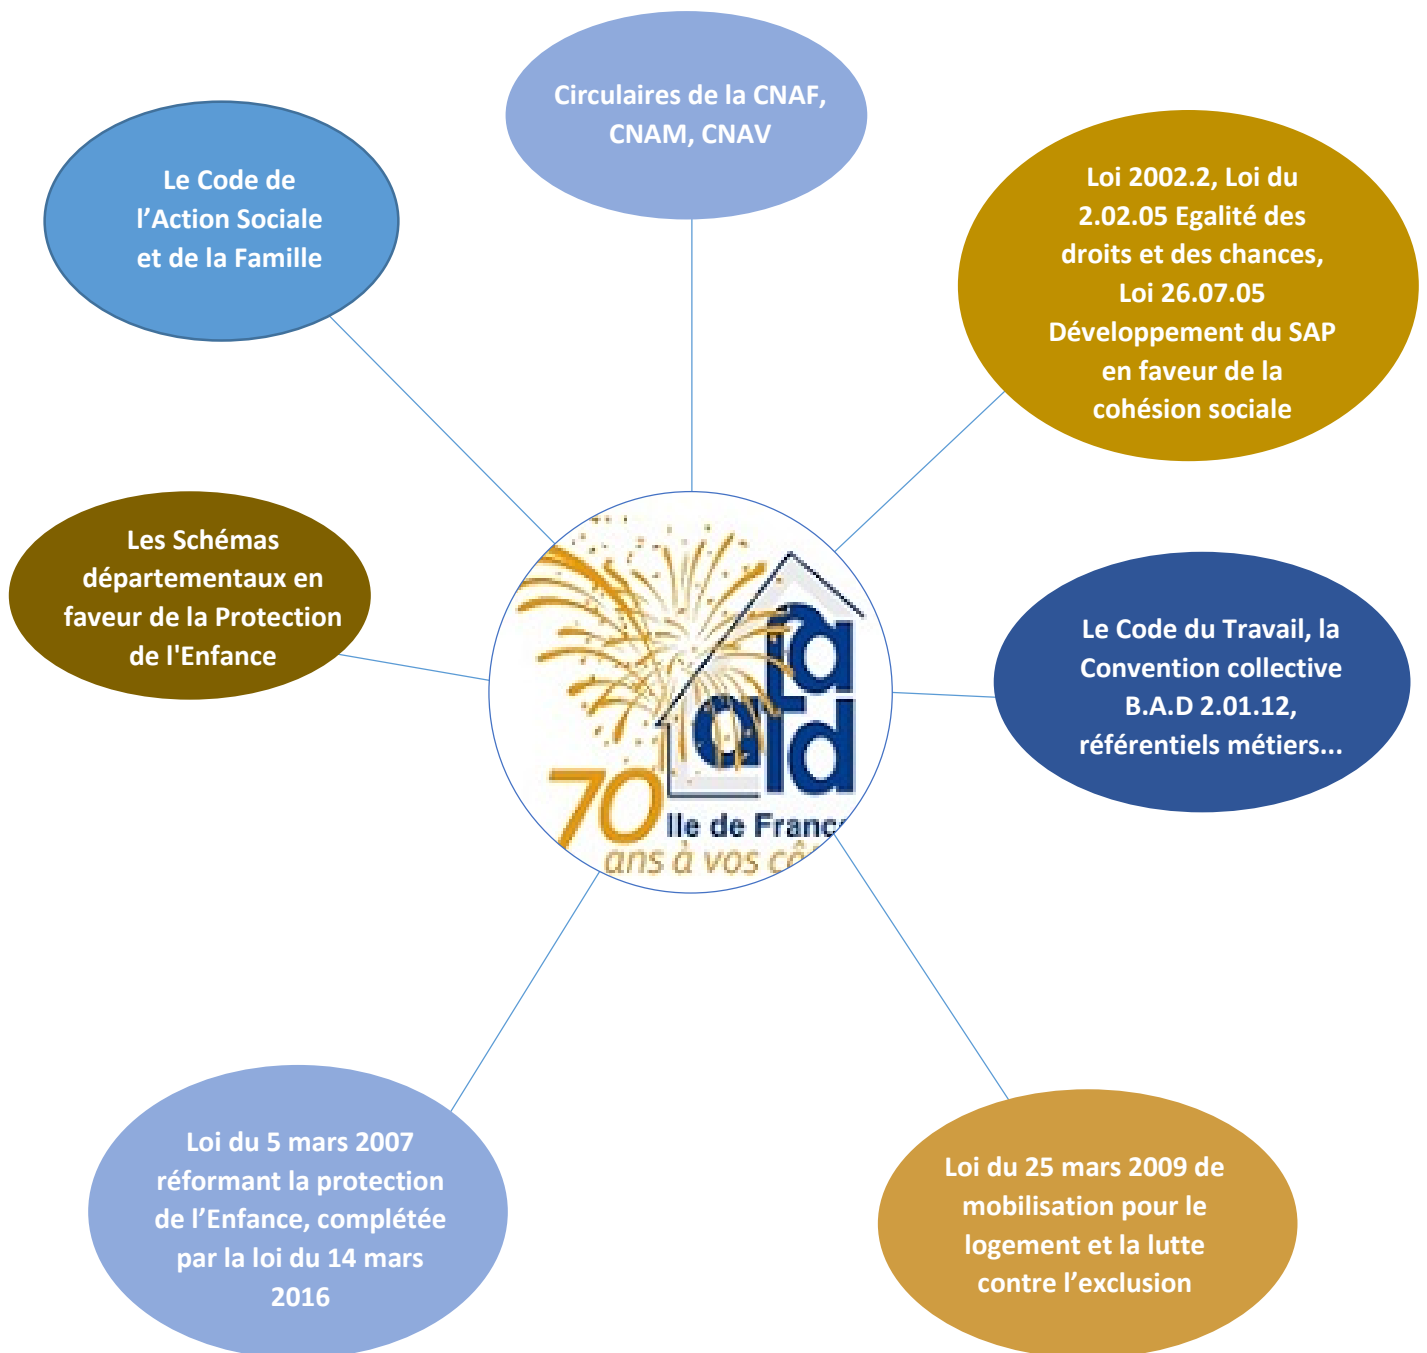 Circulaires de la CNAF,
CNAM, CNAV
Le Code de
l’Action Sociale
et de la Famille
Loi 2002.2, Loi du
2.02.05 Egalité des
droits et des chances,
Loi 26.07.05
Développement du SAP
en faveur de la
cohésion sociale
Les Schémas
départementaux en
faveur de la Protection
de l'Enfance
Le Code du Travail, la
Convention collective
B.A.D 2.01.12,
référentiels métiers...
70
Ile de France
ans à vos
Loi du 5 mars 2007
réformant la protection
de l’Enfance, complétée
par la loi du 14 mars
2016
Loi du 25 mars 2009 de
mobilisation pour le
logement et la lutte
contre l’exclusion